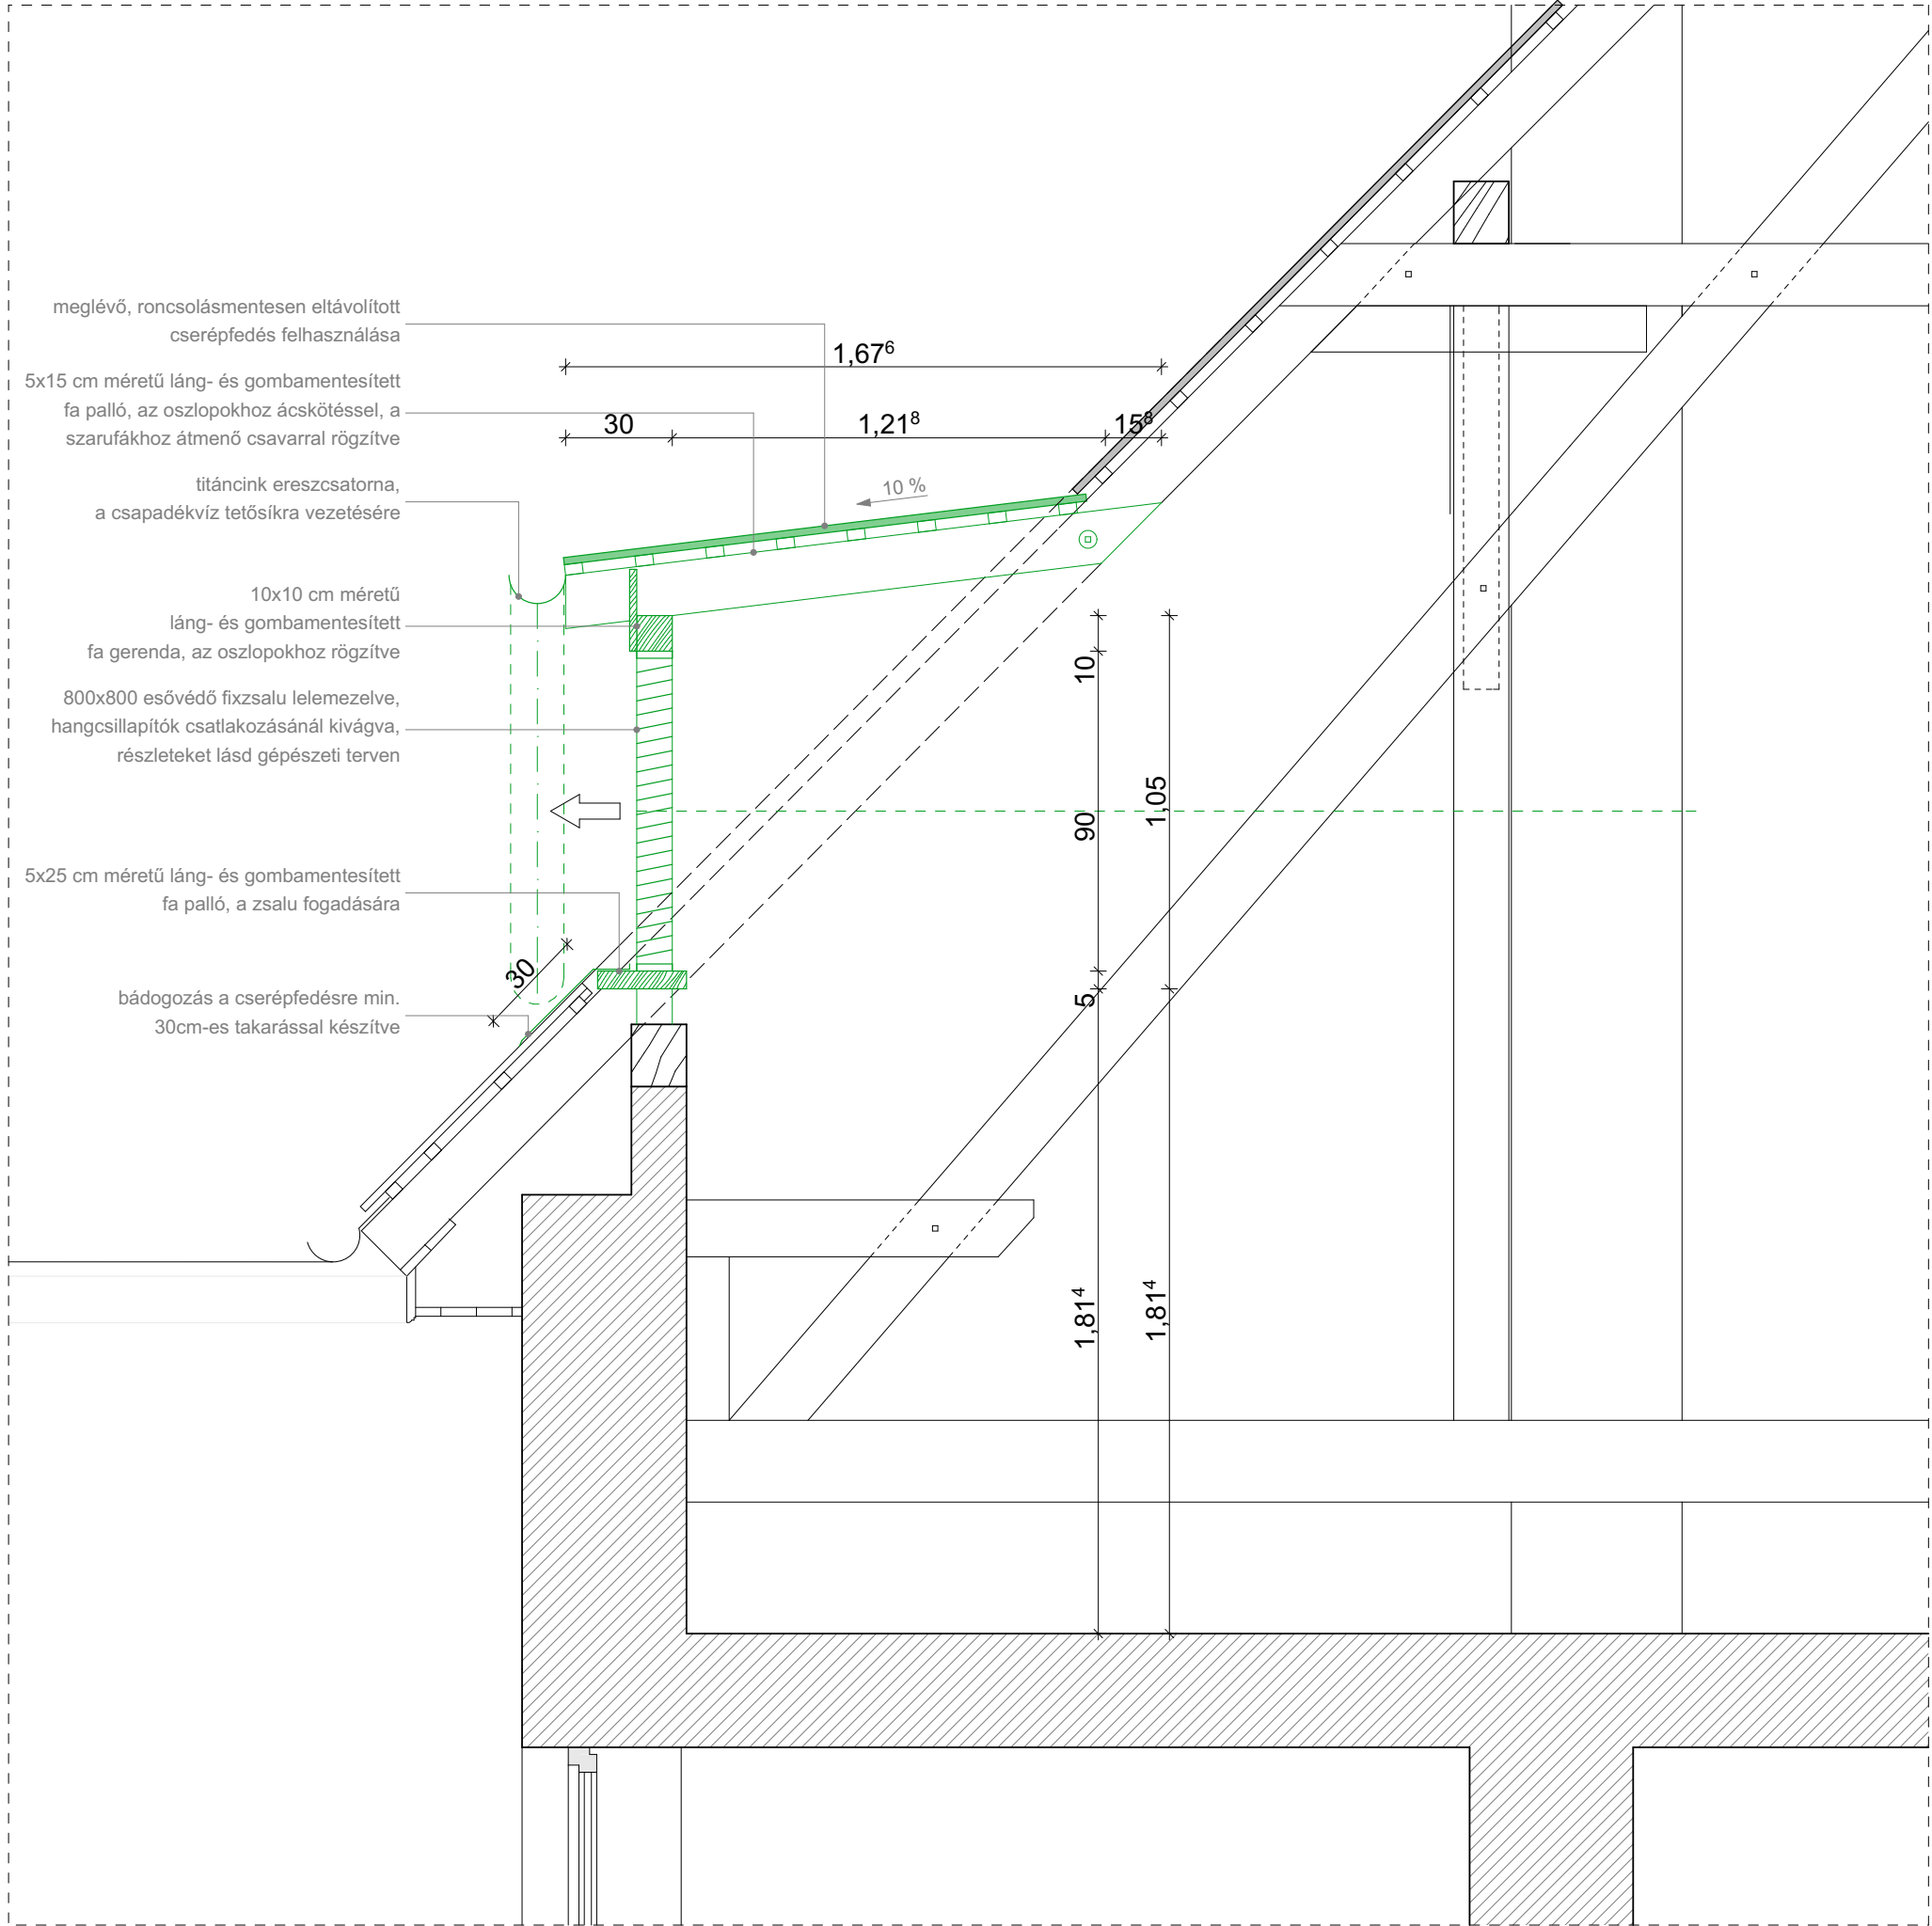 meglévő, roncsolásmentesen eltávolított
cserépfedés felhasználása
5x15 cm méretű láng- és gombamentesített
fa palló, az oszlopokhoz ácskötéssel, a
szarufákhoz átmenő csavarral rögzítve
titáncink ereszcsatorna,
a csapadékvíz tetősíkra vezetésére
10x10 cm méretű
láng- és gombamentesített
fa gerenda, az oszlopokhoz rögzítve
800x800 esővédő fixzsalu lelemezelve,
hangcsillapítók csatlakozásánál kivágva,
részleteket lásd gépészeti terven
5x25 cm méretű láng- és gombamentesített
fa palló, a zsalu fogadására
bádogozás a cserépfedésre min.
30cm-es takarással készítve
1,67⁶
30
1,21⁸
15⁸
10 %
10
90
1,05
5
30
1,81⁴
1,81⁴